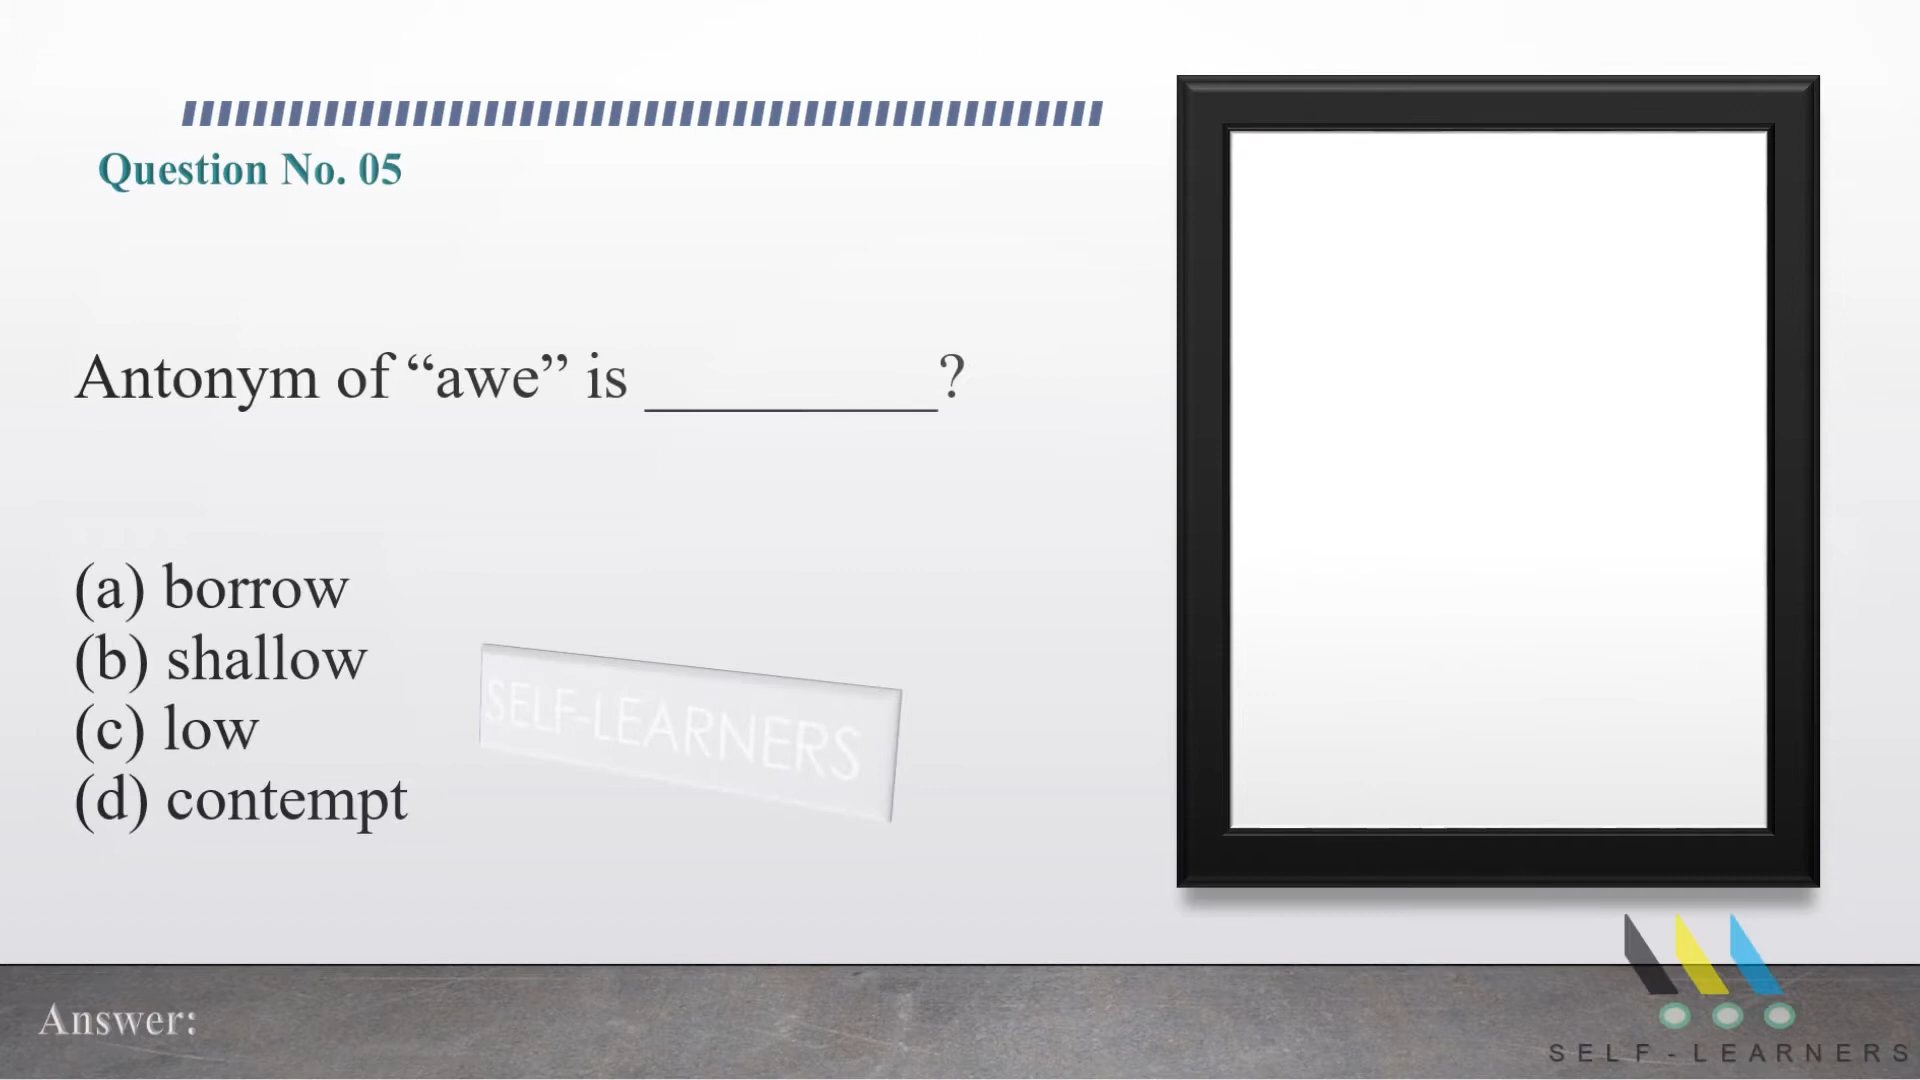 Question No. 05
Antonym of “awe” is _________?
(a) borrow
(b) shallow
(c) low
(d) contempt
SELF-LEARNERS
Answer:
SELF-LEARNERS